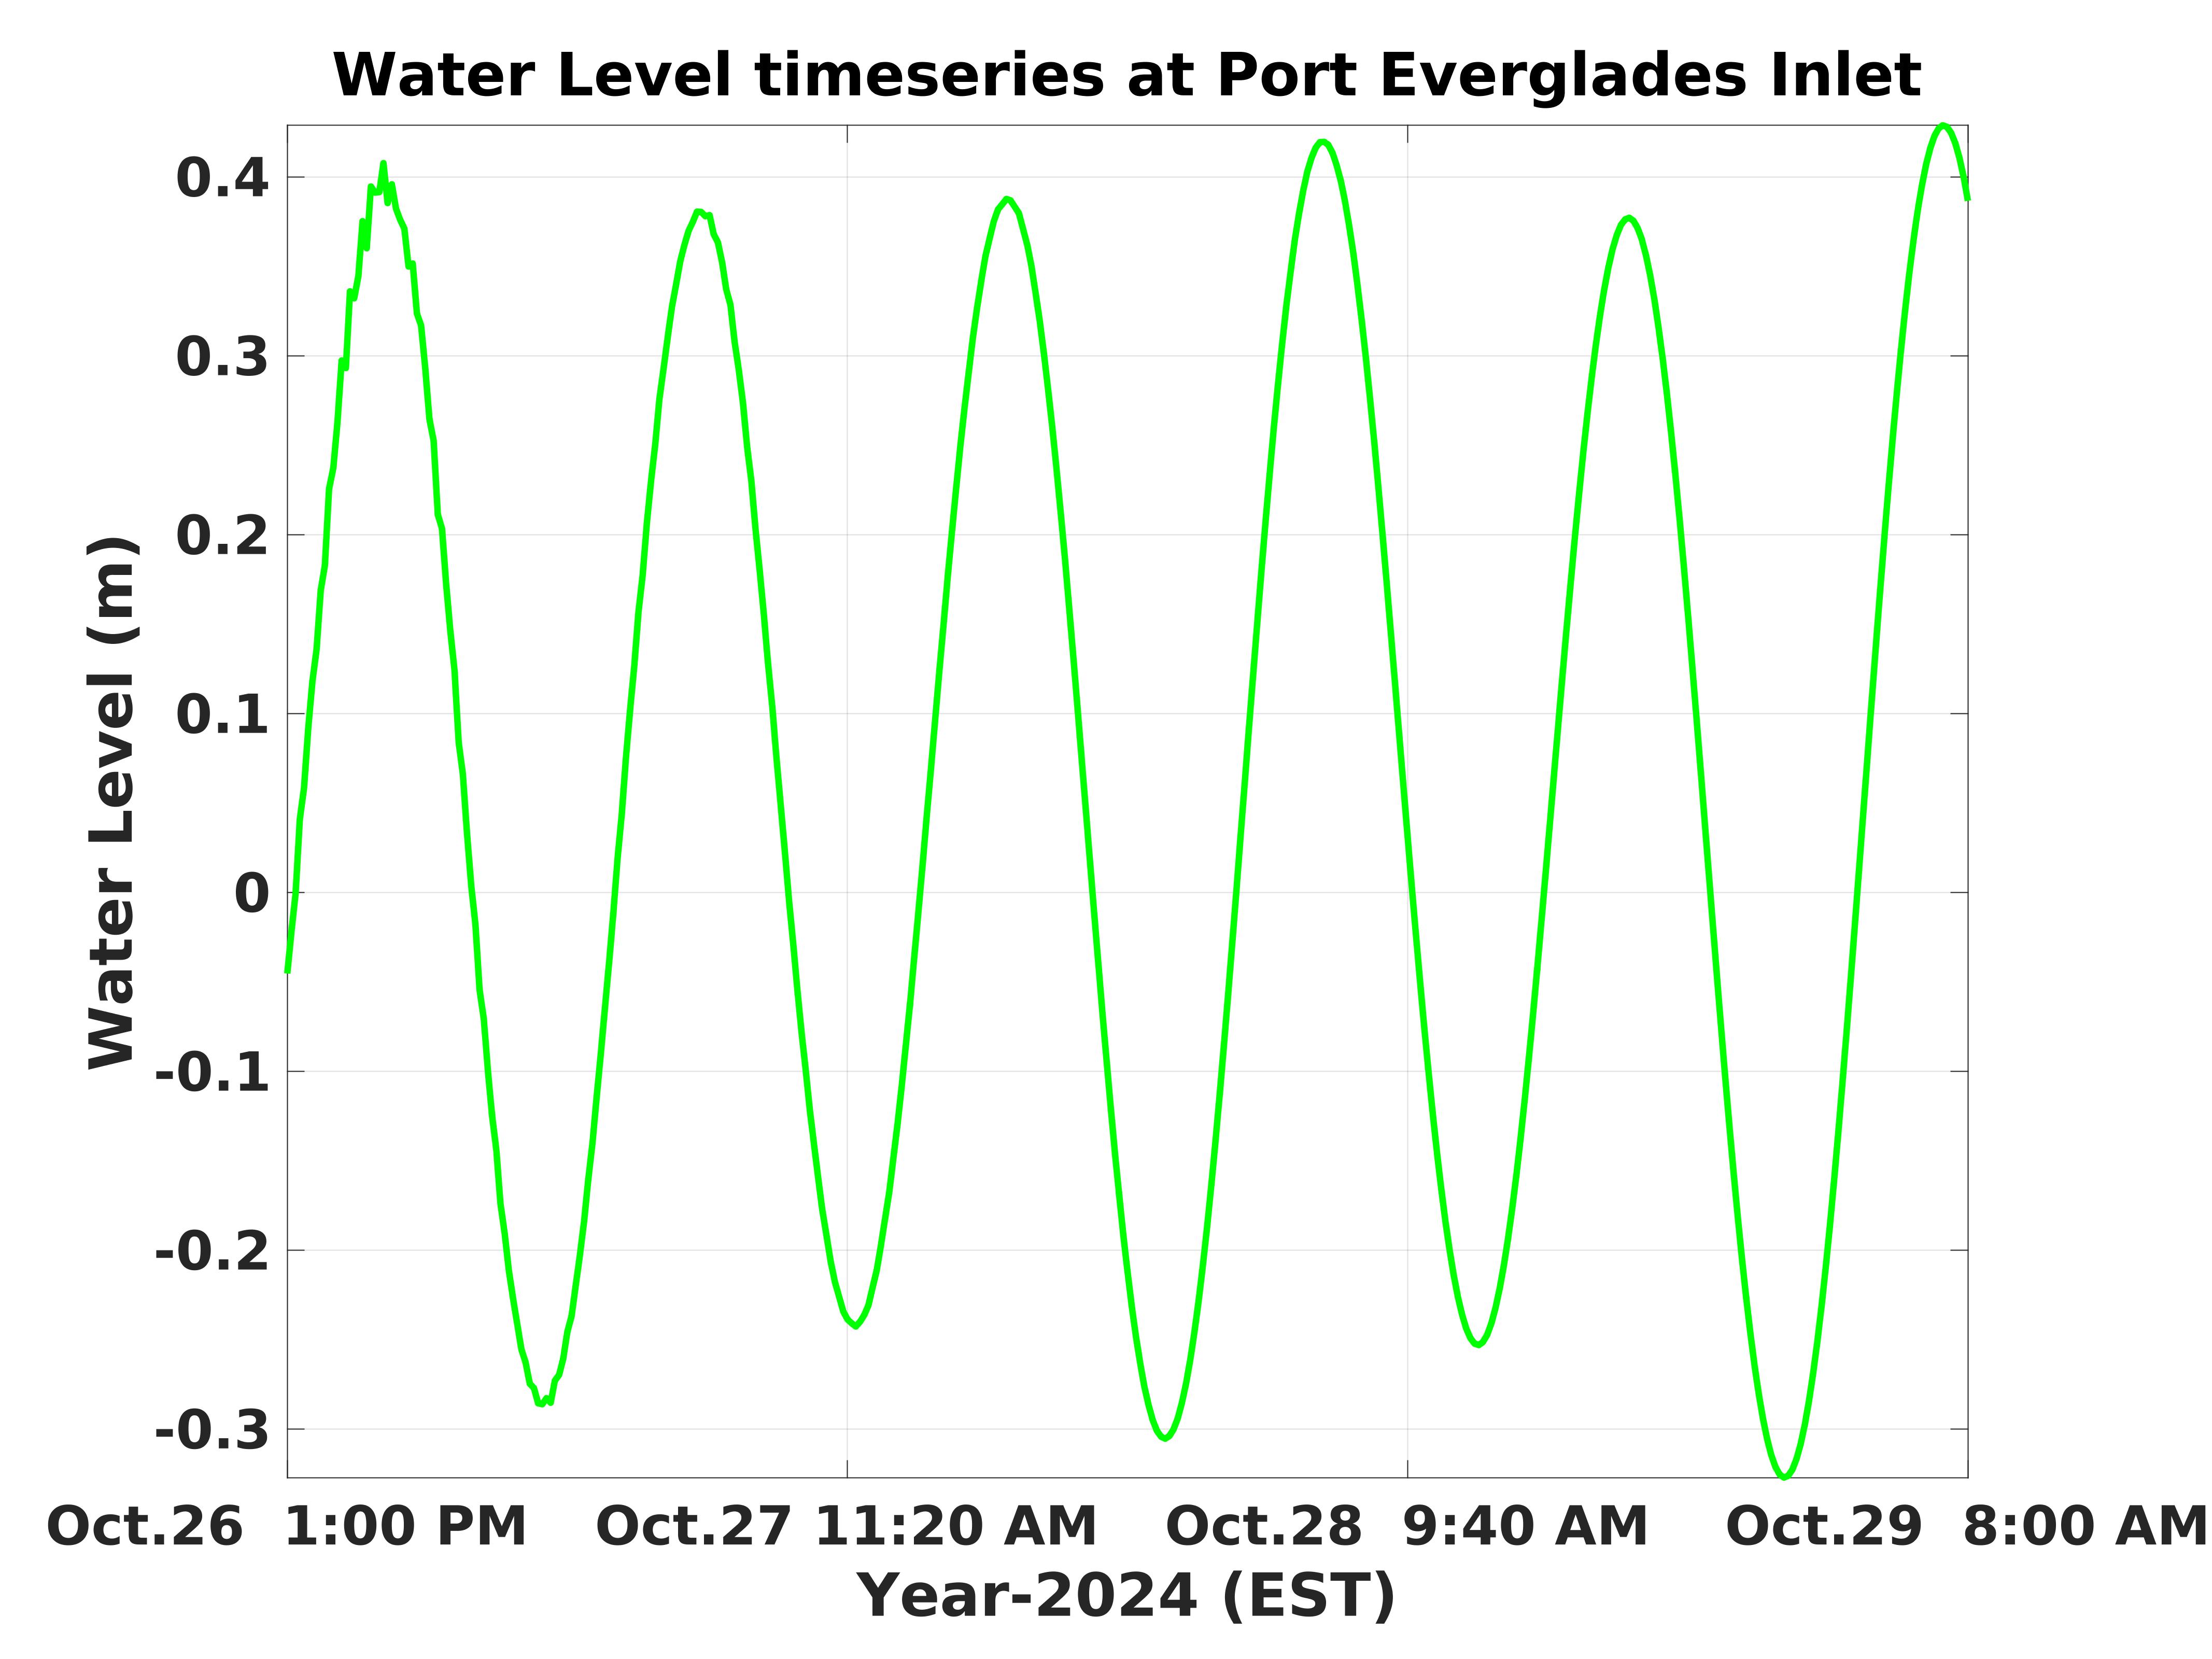 Water Level timeseries at Port Everglades Inlet
Water Level (m)
0.4
0.3
0.2
0.1
0
-0.1
-0.2
-0.3
Oct.26 1:00 PM Oct.27 11:20 AM Oct.28 9:40 AM Oct.29 8:00 AM
Year-2024 (EST)